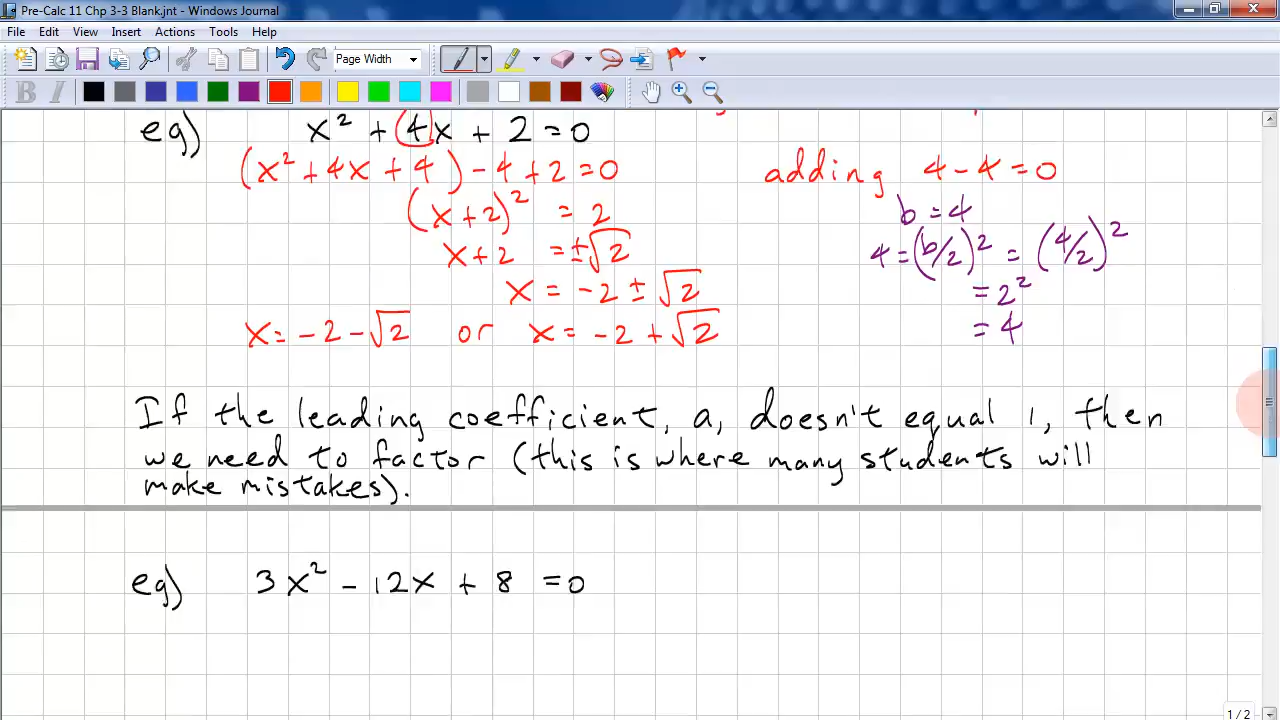 Pre-Calc 11 Chp 3-3 Blank.jnt - Windows Journal
File Edit View Insert Actions Tools Help
Page Width
B I
eg) x² + 4x + 2 = 0
(x² + 4x + 4) - 4 + 2 = 0
adding 4 - 4 = 0
(x + 2)² = 2
b = 4
x + 2 = ±√2
4 = (b/2)² = (4/2)²
x = -2 ± √2
= 2²
x = -2 - √2 or x = -2 + √2
= 4
If the leading coefficient, a, doesn't equal 1, then
we need to factor (this is where many students will
make mistakes).
eg) 3x² - 12x + 8 = 0
1 / 2